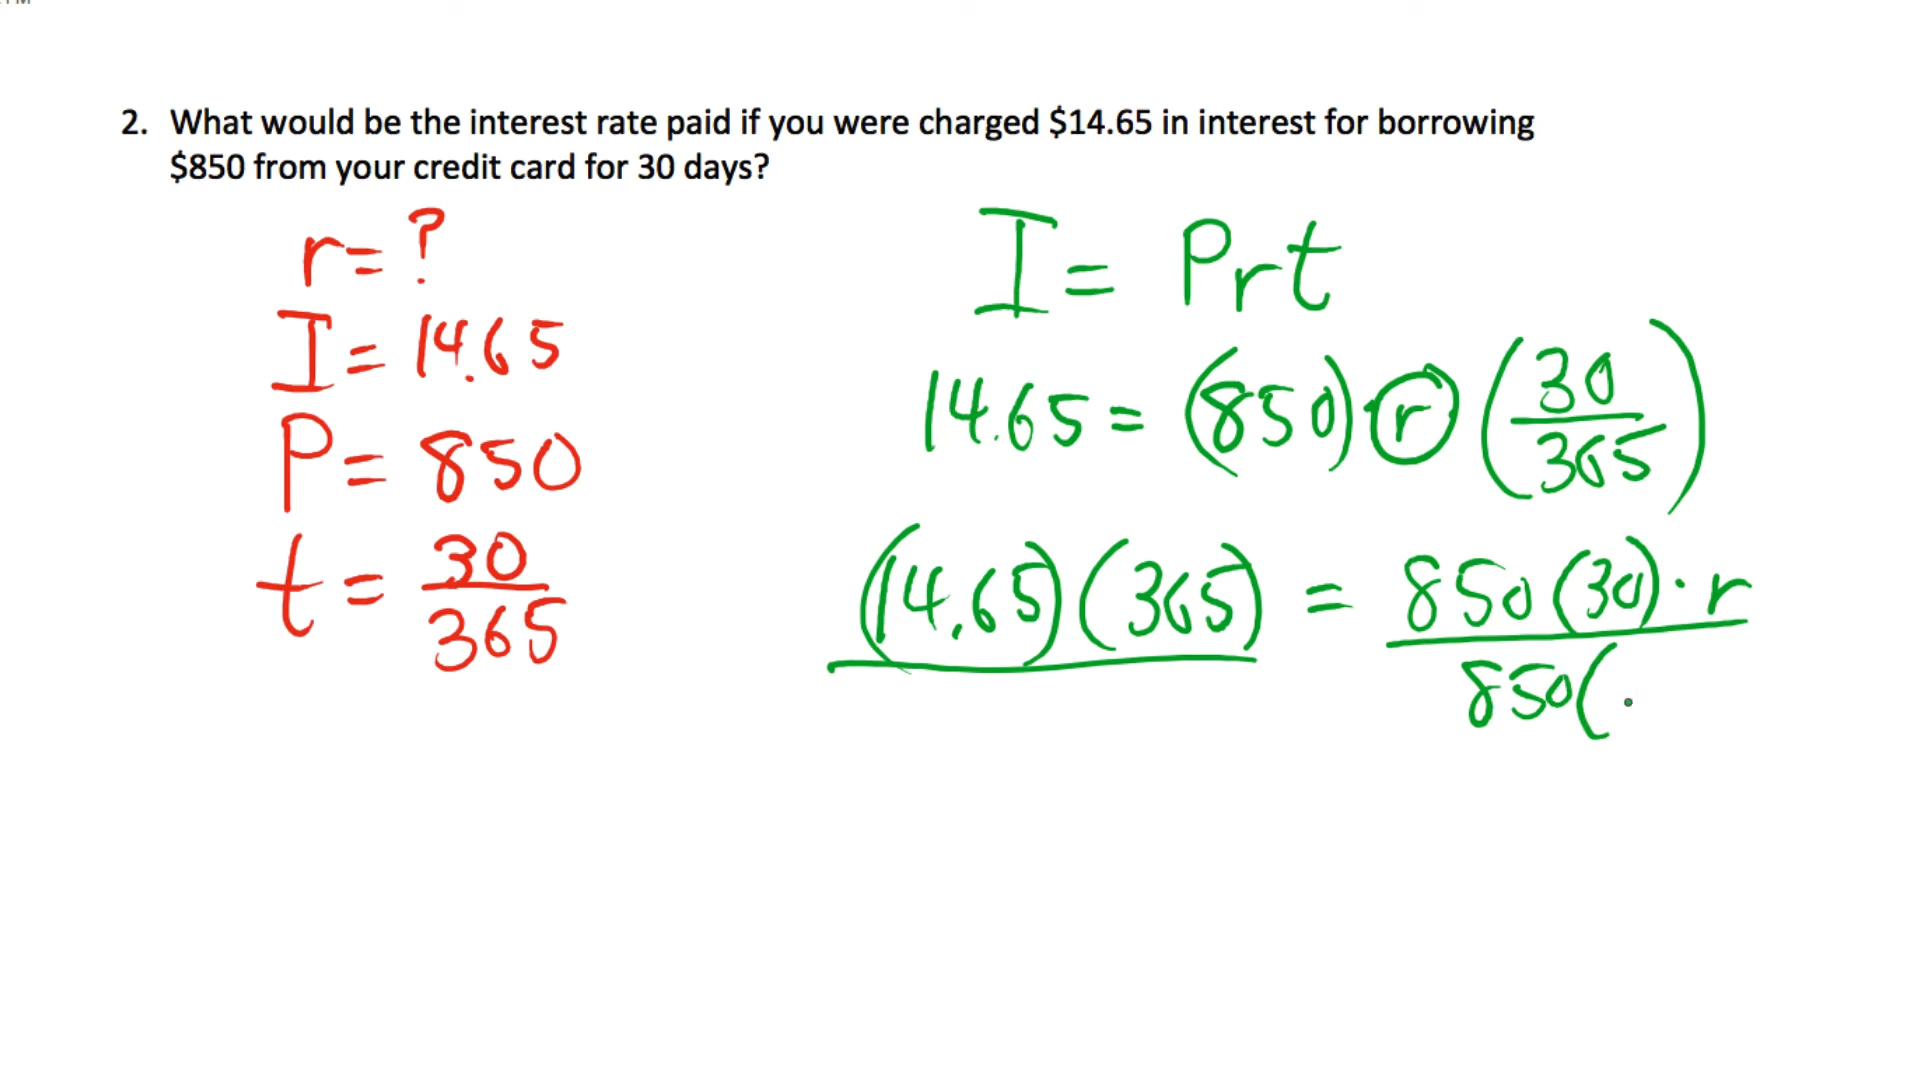 2. What would be the interest rate paid if you were charged $14.65 in interest for borrowing
$850 from your credit card for 30 days?
r = ?
I = 14.65
P = 850
t = 30/365
I = Prt
14.65 = (850) r (30/365)
(14.65)(365) = 850(30) · r
850(